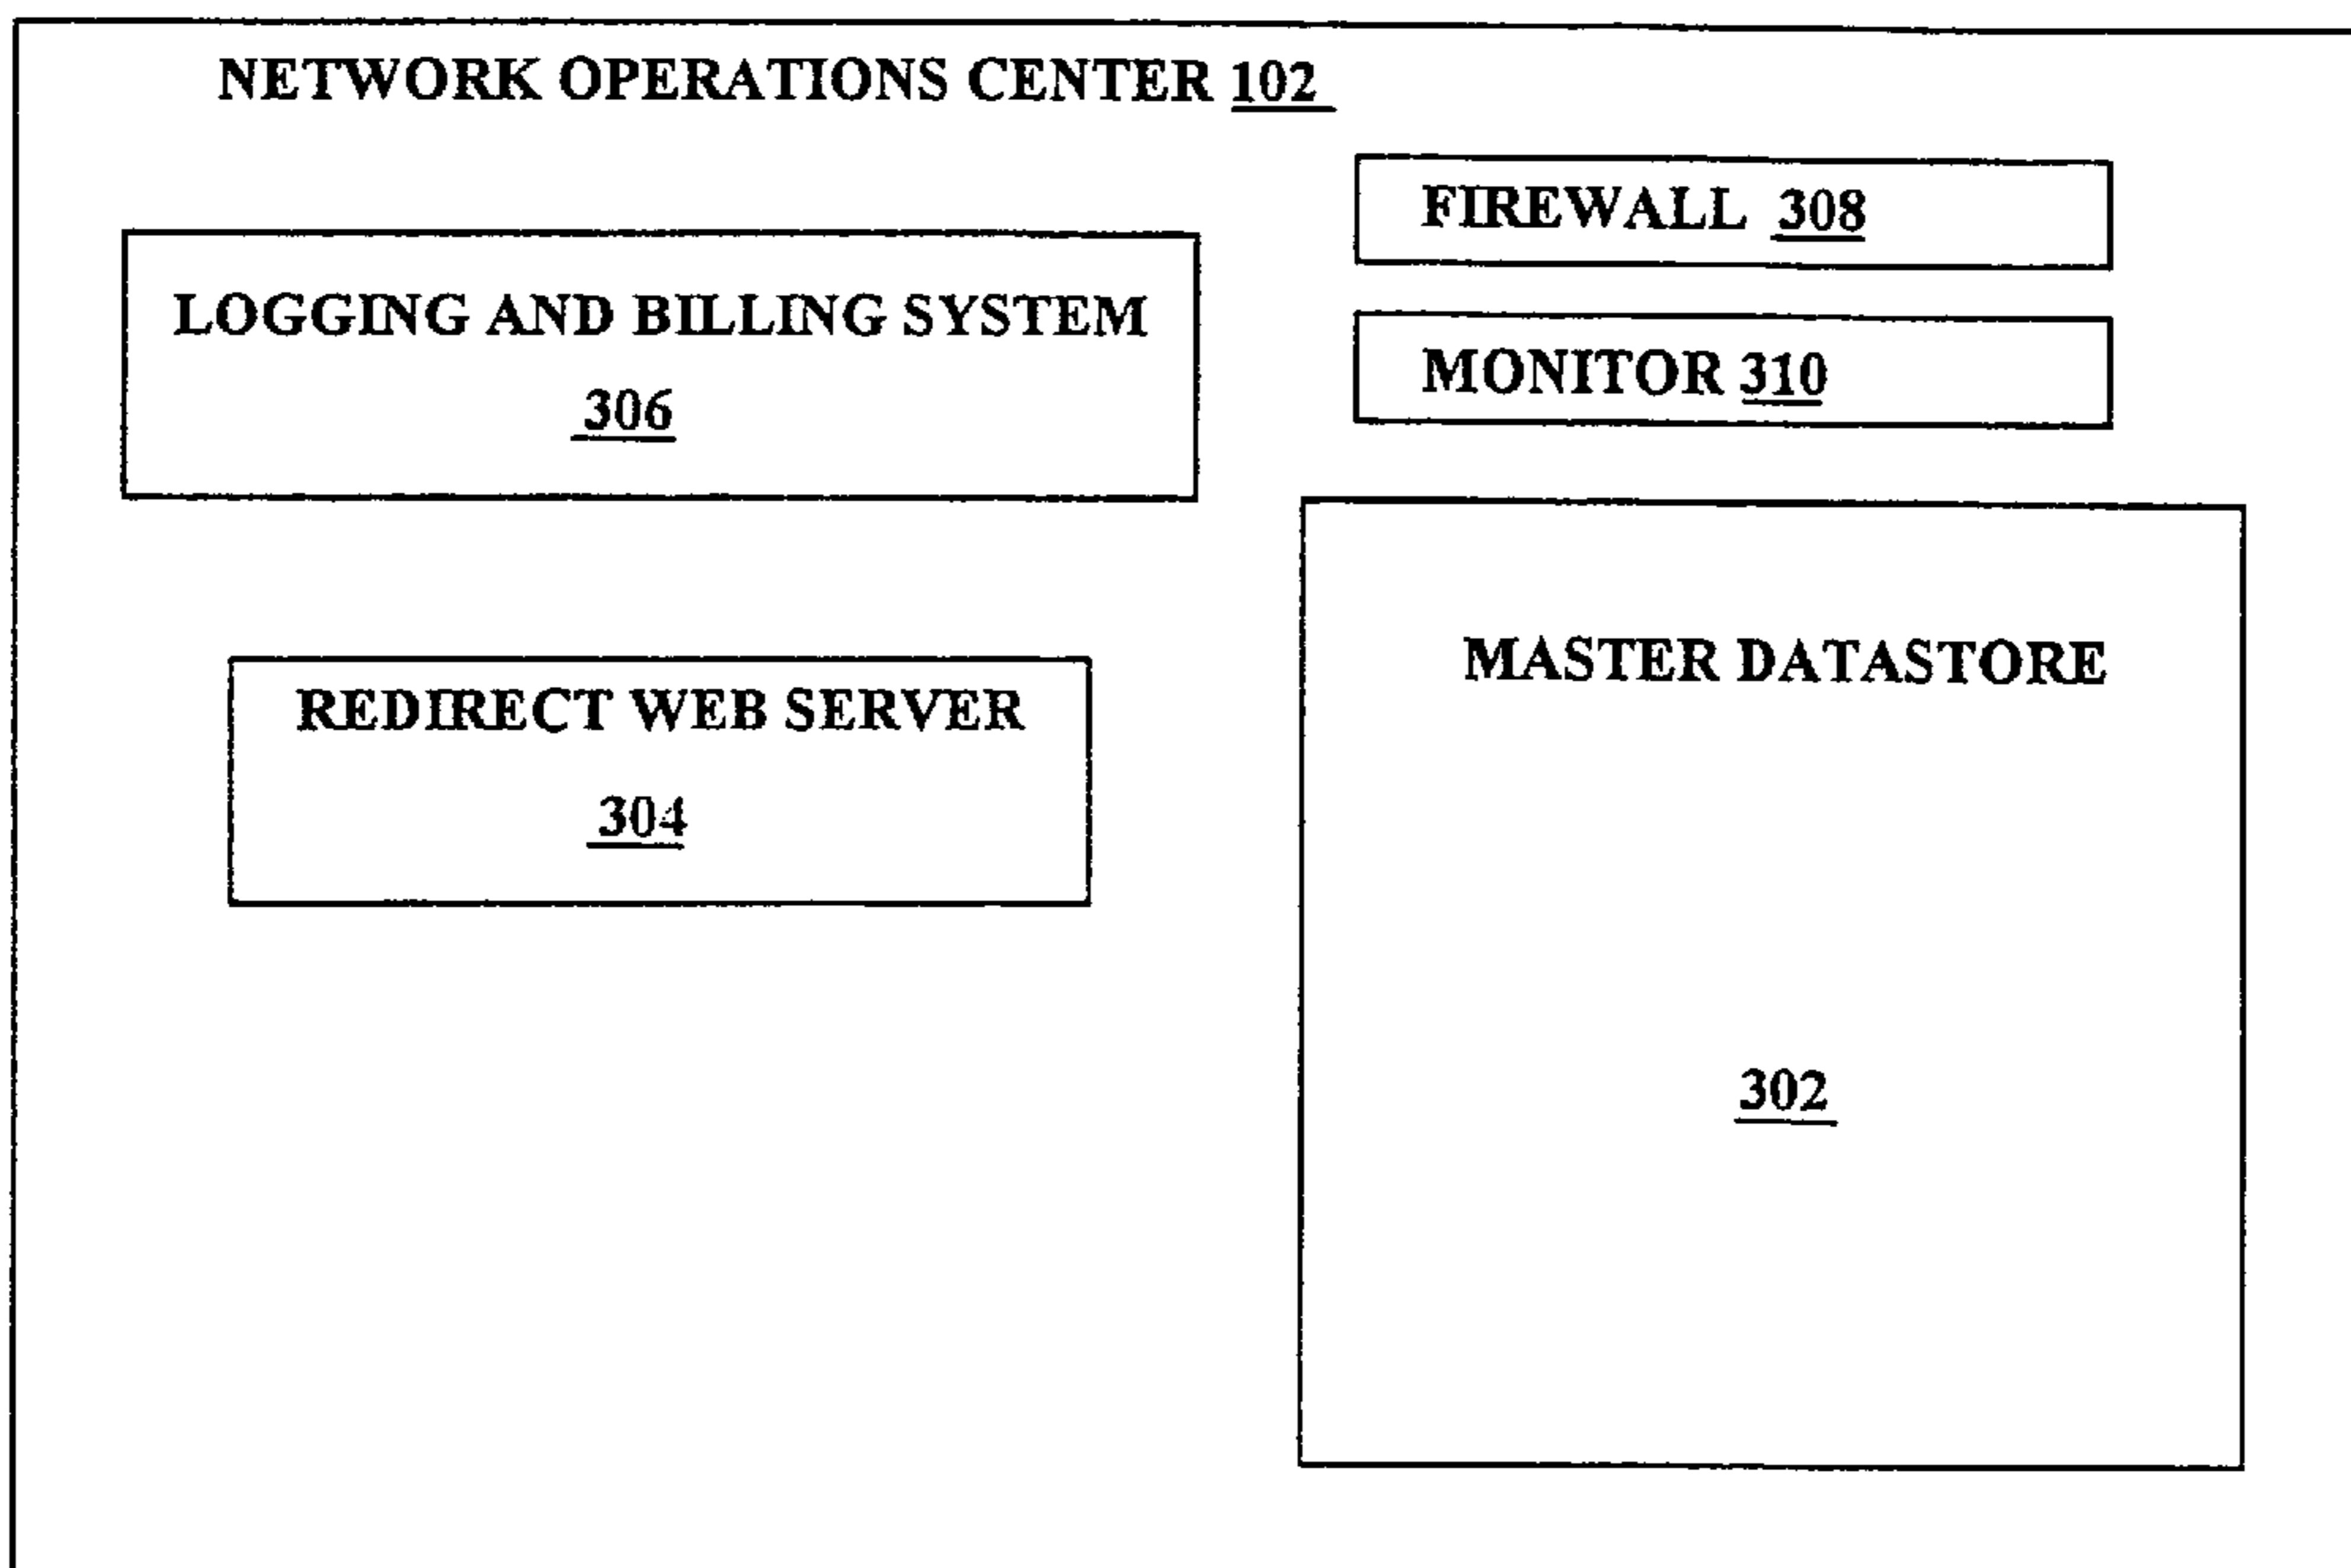 NETWORK OPERATIONS CENTER 102
FIREWALL 308
LOGGING AND BILLING SYSTEM
306
MONITOR 310
MASTER DATASTORE
302
REDIRECT WEB SERVER
304